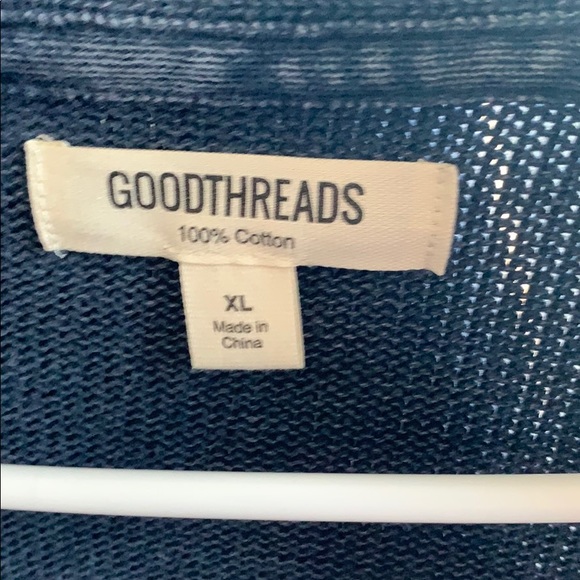 GOODTHREADS
100% Cotton
XL
Made in
China